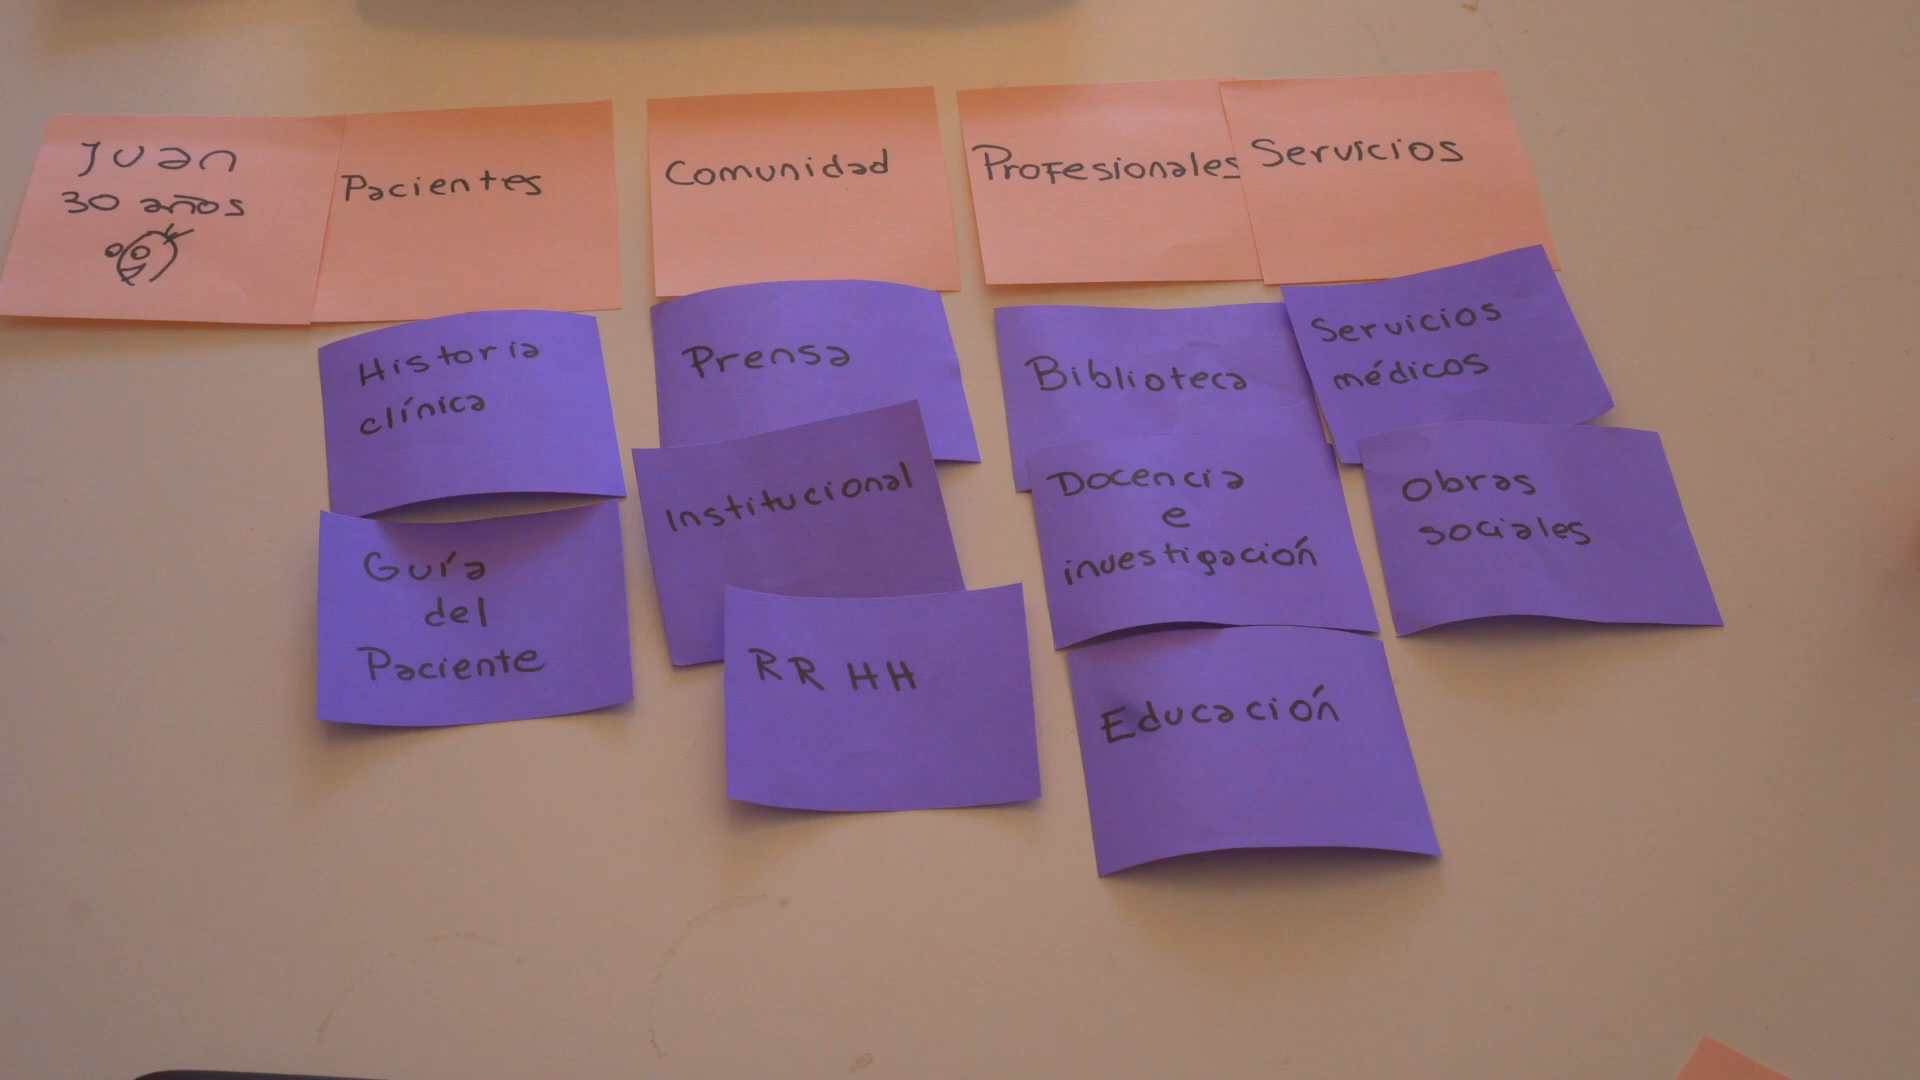 Juan
30 años
Pacientes
Comunidad
Profesionales
Servicios
Historia
clínica
Guía
del
Paciente
Prensa
Institucional
RR HH
Biblioteca
Docencia
e
investigación
Educación
Servicios
médicos
Obras
sociales